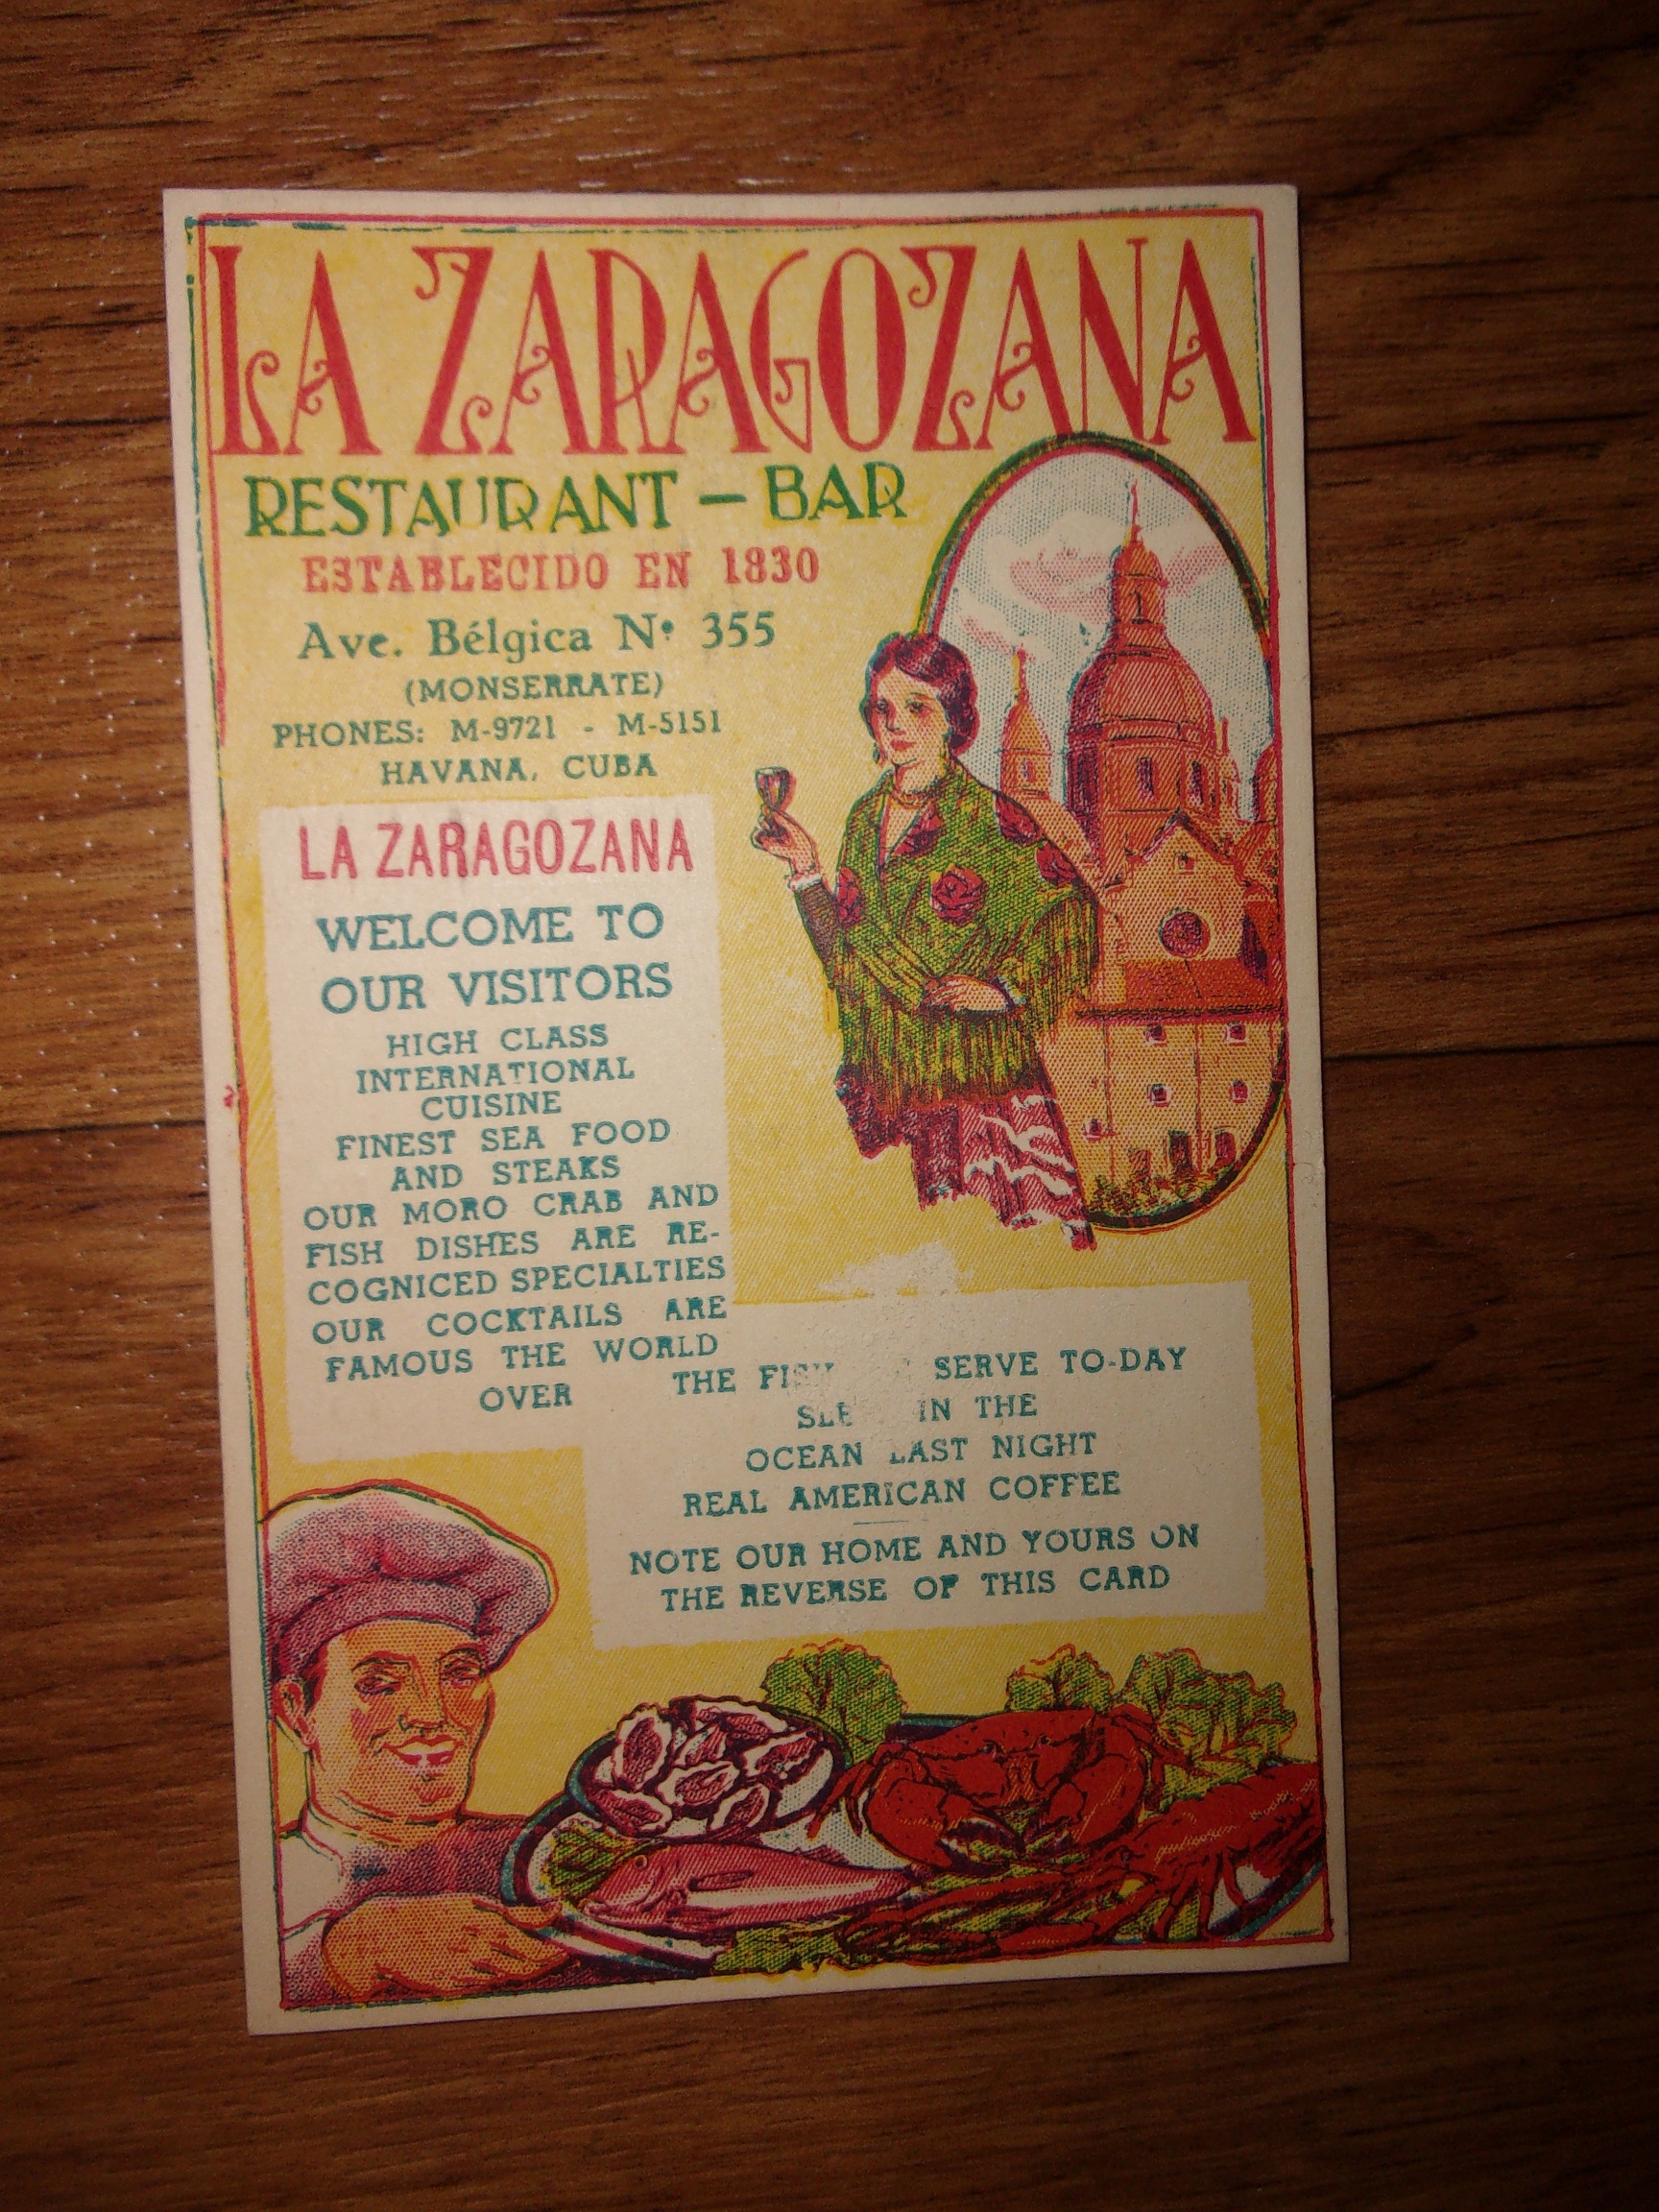 LA ZARAGOZANA
RESTAURANT - BAR
ESTABLECIDO EN 1830
Ave. Bélgica Nº 355
(MONSERRATE)
PHONES: M-9721 - M-5151
HAVANA, CUBA
LA ZARAGOZANA
WELCOME TO
OUR VISITORS
HIGH CLASS
INTERNATIONAL
CUISINE
FINEST SEA FOOD
AND STEAKS
OUR MORO CRAB AND
FISH DISHES ARE RE-
COGNICED SPECIALTIES
OUR COCKTAILS ARE
FAMOUS THE WORLD
OVER
THE SERVE TO-DAY
IN THE
OCEAN LAST NIGHT
REAL AMERICAN COFFEE
NOTE OUR HOME AND YOURS ON
THE REVERSE OF THIS CARD